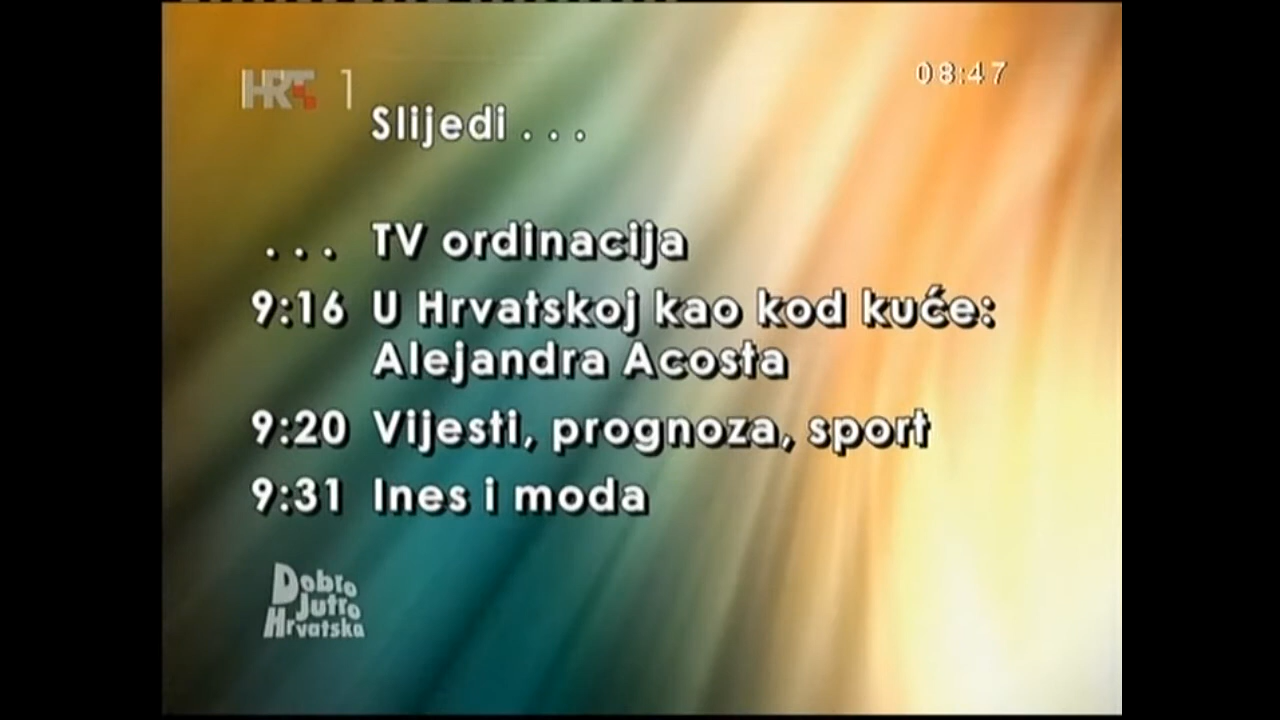 HRT 1
08:47
Slijedi . . .
. . . TV ordinacija
9:16 U Hrvatskoj kao kod kuće:
Alejandra Acosta
9:20 Vijesti, prognoza, sport
9:31 Ines i moda
Dobro
Jutro
Hrvatska